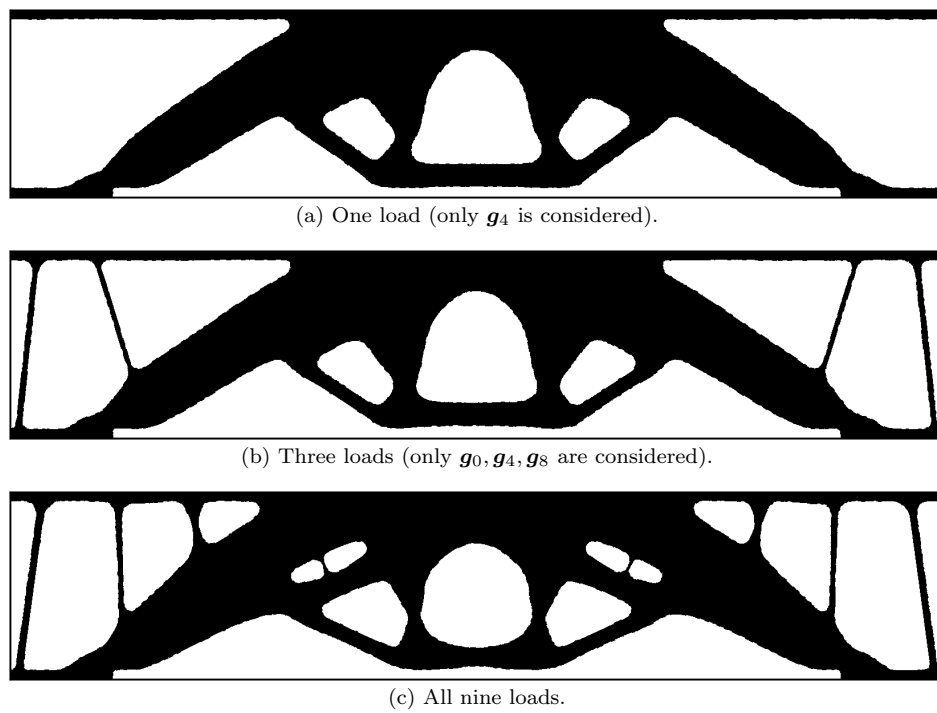 (a) One load (only g₄ is considered).
(b) Three loads (only g₀, g₄, g₈ are considered).
(c) All nine loads.